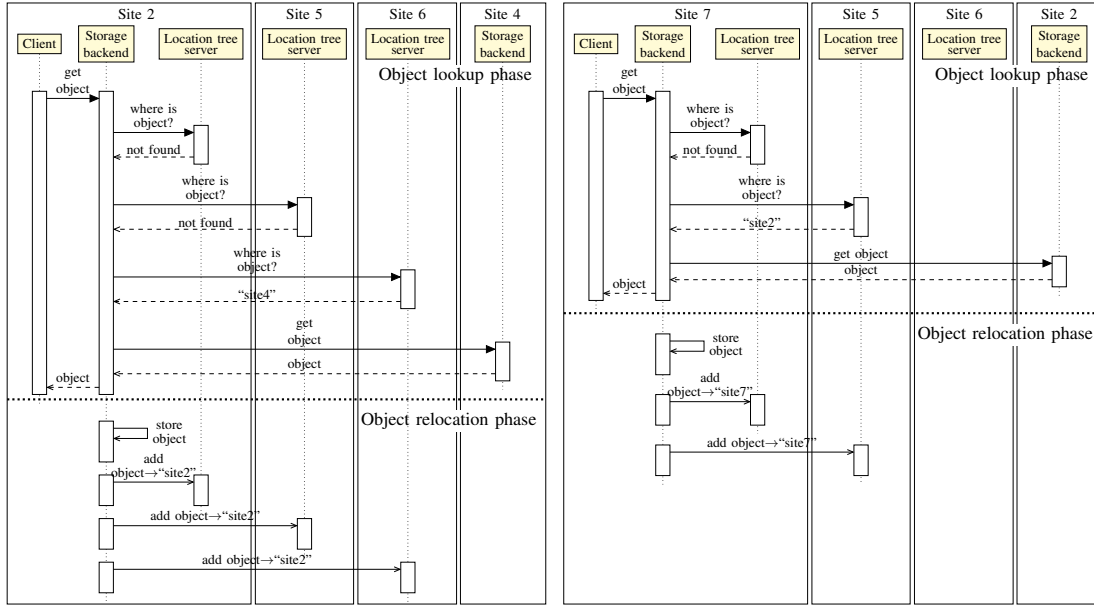 Site 2
Site 5
Site 6
Site 4
Client
Storage
backend
Location tree
server
Location tree
server
Location tree
server
Storage
backend
Object lookup phase
get
object
where is
object?
not found
where is
object?
not found
where is
object?
“site4”
get
object
object
object
Object relocation phase
store
object
add
object→“site2”
add object→“site2”
add object→“site2”
Site 7
Site 5
Site 6
Site 2
Client
Storage
backend
Location tree
server
Location tree
server
Location tree
server
Storage
backend
Object lookup phase
get
object
where is
object?
not found
where is
object?
“site2”
get object
object
object
Object relocation phase
store
object
add
object→“site7”
add object→“site7”